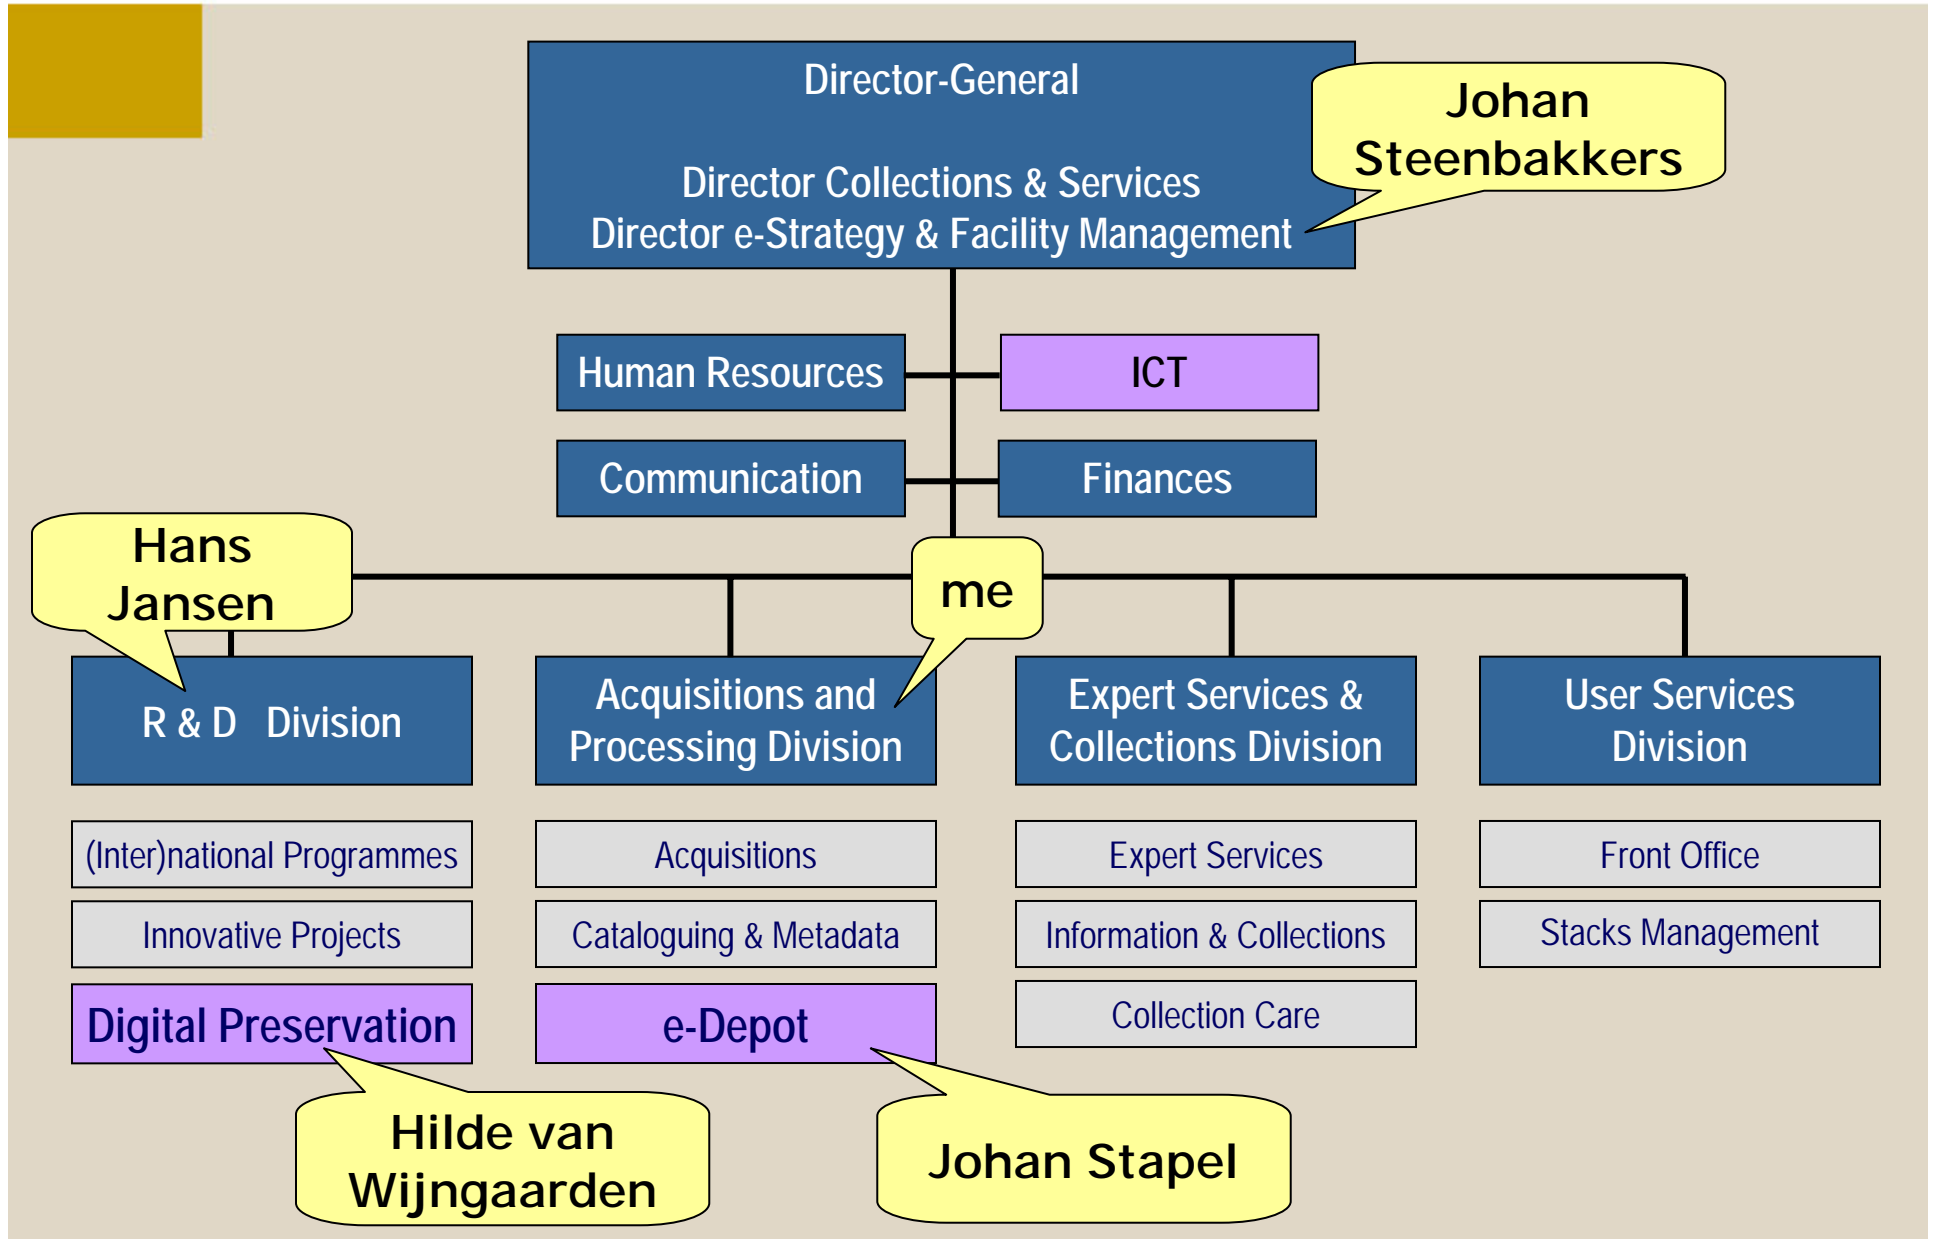 Director-General
Johan
Steenbakkers
Director Collections & Services
Director e-Strategy & Facility Management
Human Resources
ICT
Communication
Finances
Hans
Jansen
me
R & D Division
Acquisitions and
Processing Division
Expert Services &
Collections Division
User Services
Division
(Inter)national Programmes
Acquisitions
Expert Services
Front Office
Innovative Projects
Cataloguing & Metadata
Information & Collections
Stacks Management
Digital Preservation
e-Depot
Collection Care
Hilde van
Wijngaarden
Johan Stapel